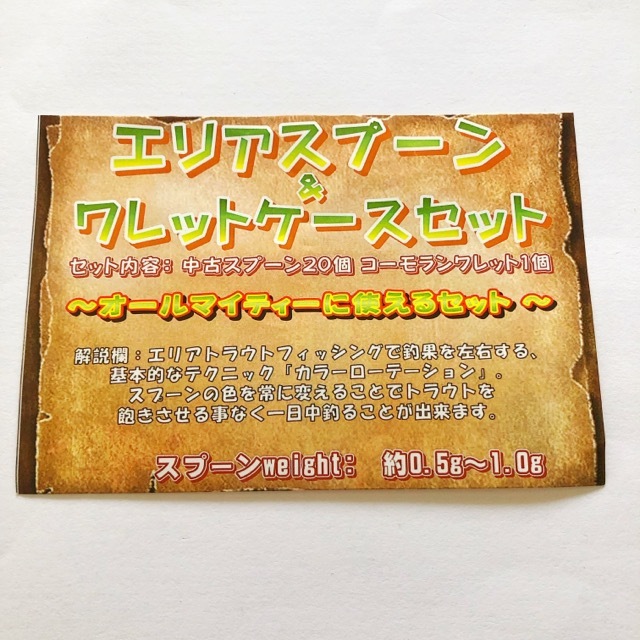 エリアスプーン
&
ワレットケースセット
セット内容：中古スプーン20個 コーモランワレット1個
～オールマイティーに使えるセット～
解説欄：エリアトラウトフィッシングで釣果を左右する、
基本的なテクニック「カラーローテーション」。
スプーンの色を常に変えることでトラウトを
飽きさせる事なく一日中釣ることが出来ます。
スプーンweight： 約0.5g～1.0g